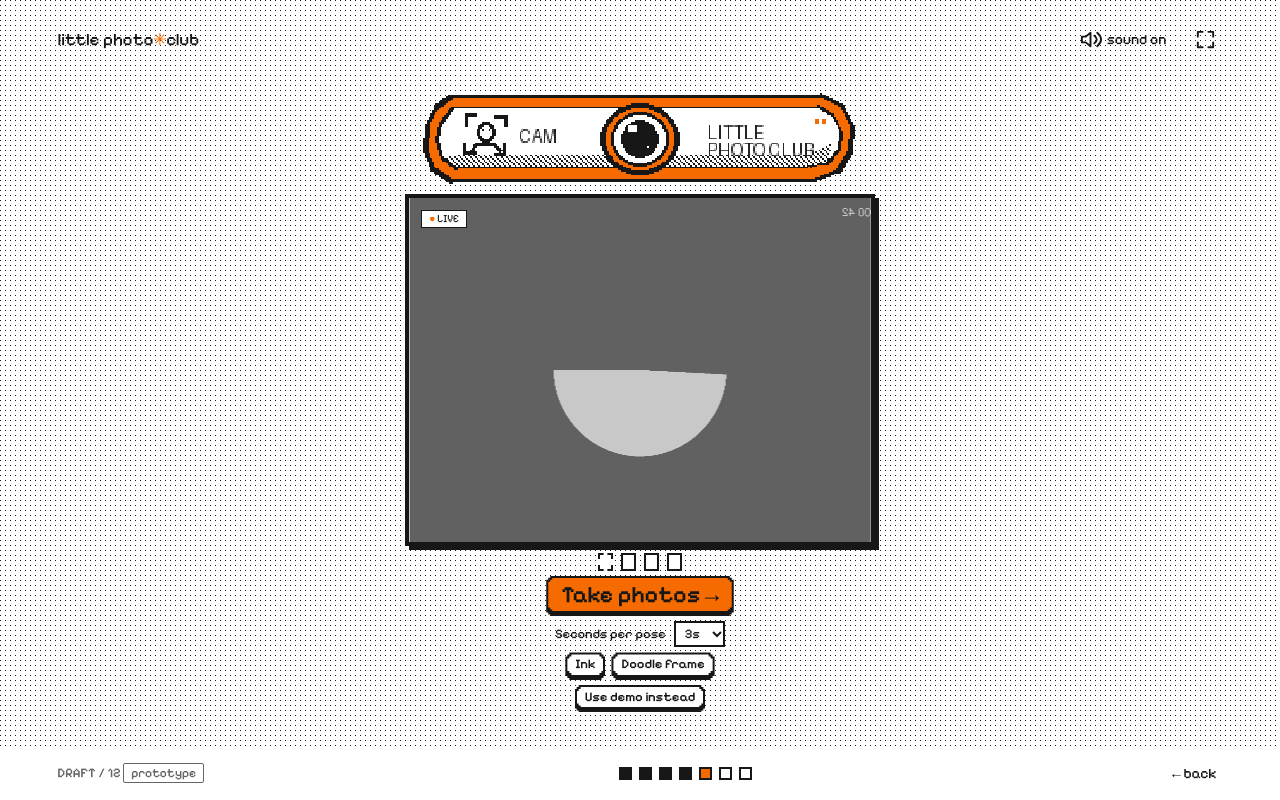 little photo✳club
sound on
CAM
LITTLE
PHOTO CLUB
LIVE
00 42
Take photos →
Seconds per pose 3s
Ink Doodle frame
Use demo instead
DRAFT / 12 prototype
← back